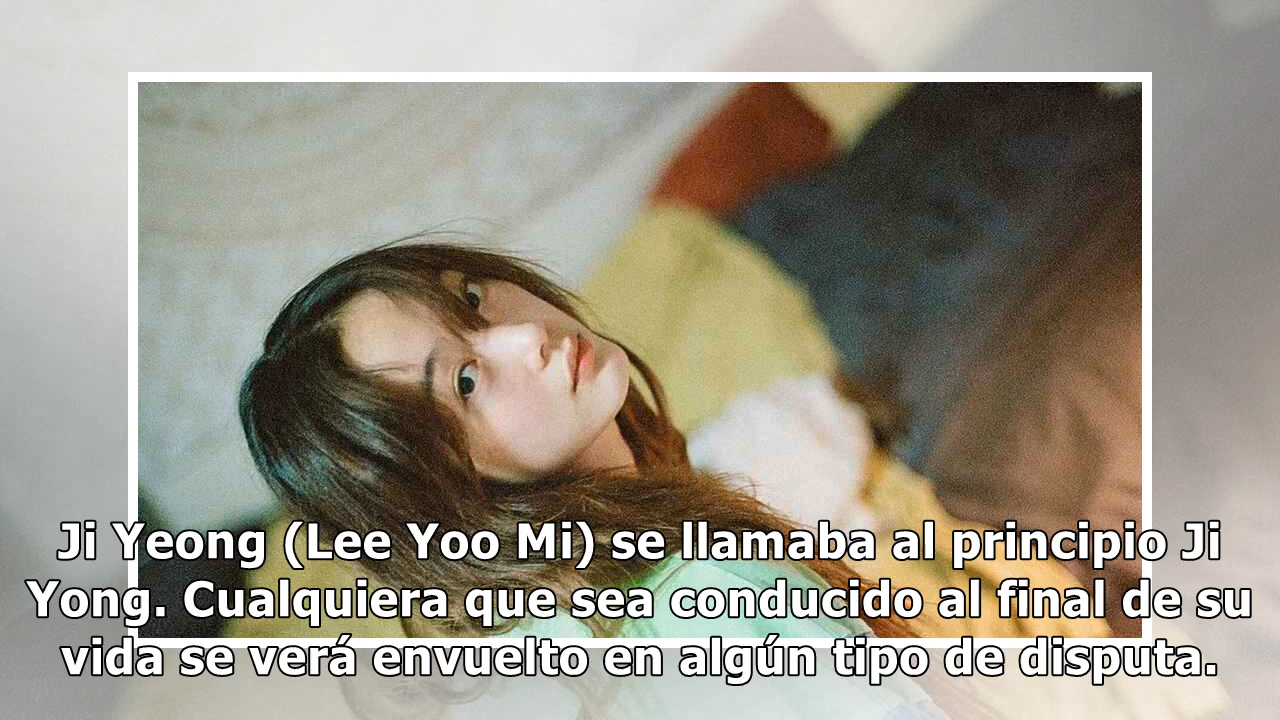 Ji Yeong (Lee Yoo Mi) se llamaba al principio Ji
Yong. Cualquiera que sea conducido al final de su
vida se verá envuelto en algún tipo de disputa.